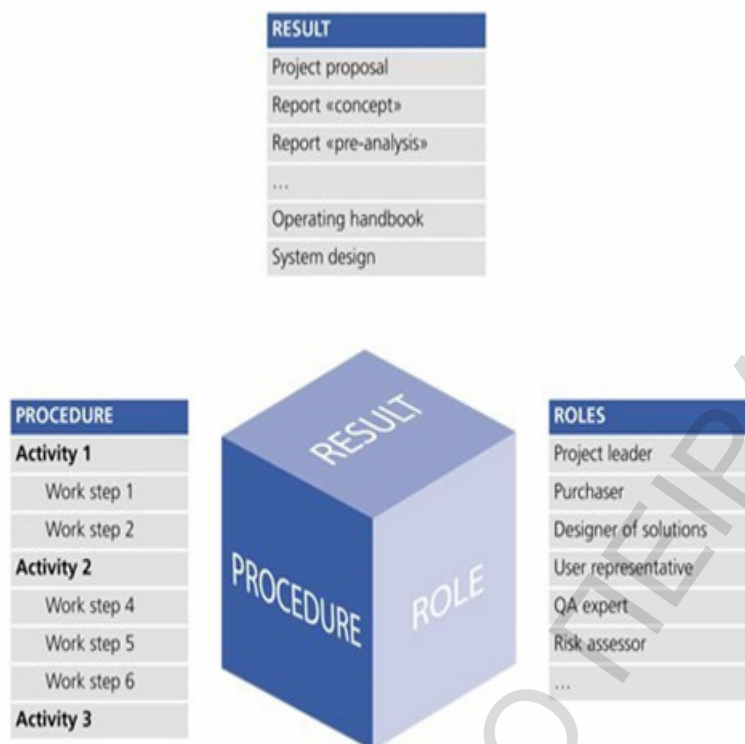 RESULT
Project proposal
Report «concept»
Report «pre-analysis»
...
Operating handbook
System design
PROCEDURE
Activity 1
Work step 1
Work step 2
Activity 2
Work step 4
Work step 5
Work step 6
Activity 3
RESULT
PROCEDURE
ROLE
ROLES
Project leader
Purchaser
Designer of solutions
User representative
QA expert
Risk assessor
...